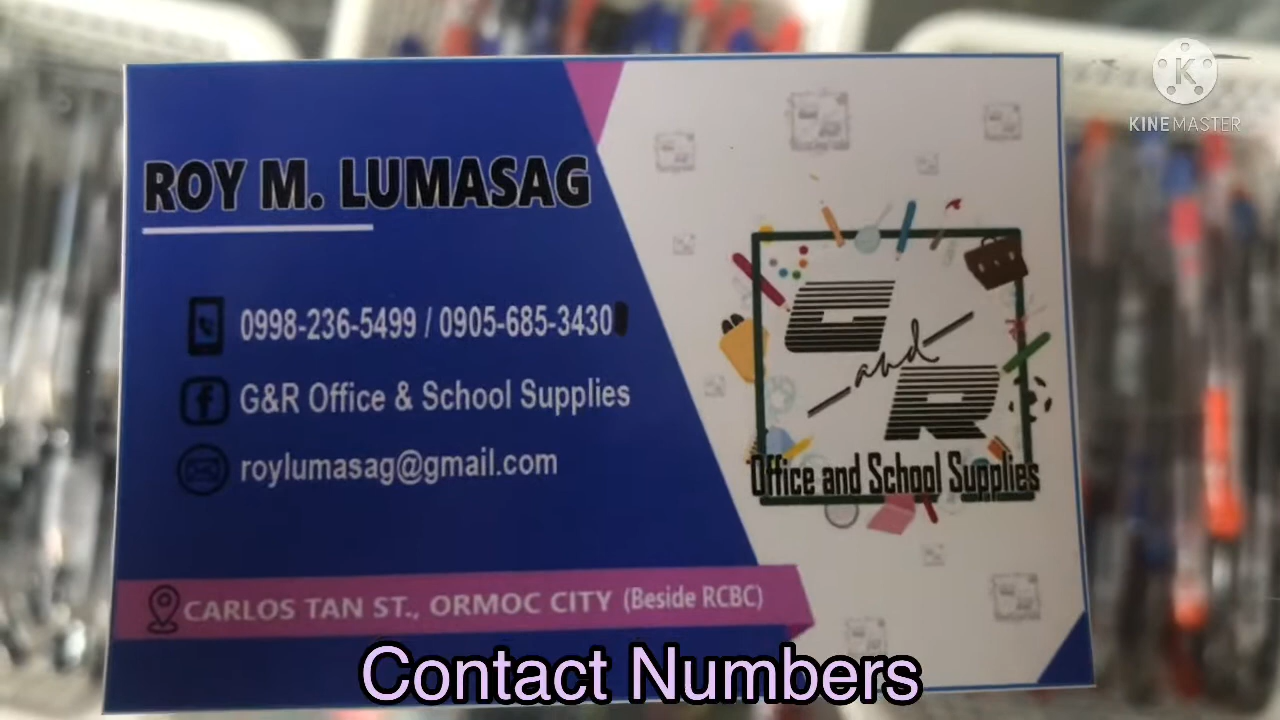 KINEMASTER
ROY M. LUMASAG
0998-236-5499 / 0905-685-3430
G&R Office & School Supplies
roylumasag@gmail.com
CARLOS TAN ST., ORMOC CITY (Beside RCBC)
G
and
R
Office and School Supplies
Contact Numbers